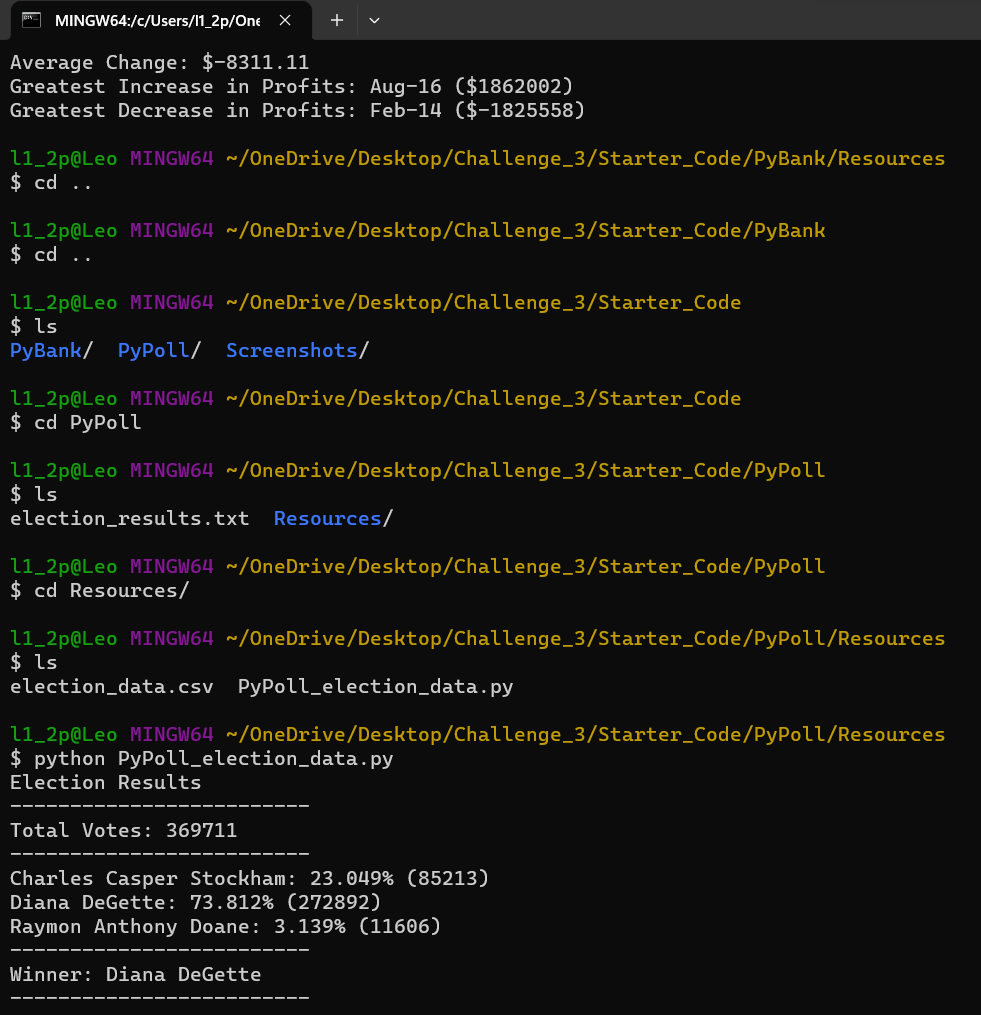 MINGW64:/c/Users/l1_2p/One
Average Change: $-8311.11
Greatest Increase in Profits: Aug-16 ($1862002)
Greatest Decrease in Profits: Feb-14 ($-1825558)
l1_2p@Leo MINGW64 ~/OneDrive/Desktop/Challenge_3/Starter_Code/PyBank/Resources
$ cd ..
l1_2p@Leo MINGW64 ~/OneDrive/Desktop/Challenge_3/Starter_Code/PyBank
$ cd ..
l1_2p@Leo MINGW64 ~/OneDrive/Desktop/Challenge_3/Starter_Code
$ ls
PyBank/  PyPoll/  Screenshots/
l1_2p@Leo MINGW64 ~/OneDrive/Desktop/Challenge_3/Starter_Code
$ cd PyPoll
l1_2p@Leo MINGW64 ~/OneDrive/Desktop/Challenge_3/Starter_Code/PyPoll
$ ls
election_results.txt  Resources/
l1_2p@Leo MINGW64 ~/OneDrive/Desktop/Challenge_3/Starter_Code/PyPoll
$ cd Resources/
l1_2p@Leo MINGW64 ~/OneDrive/Desktop/Challenge_3/Starter_Code/PyPoll/Resources
$ ls
election_data.csv  PyPoll_election_data.py
l1_2p@Leo MINGW64 ~/OneDrive/Desktop/Challenge_3/Starter_Code/PyPoll/Resources
$ python PyPoll_election_data.py
Election Results
-------------------------
Total Votes: 369711
-------------------------
Charles Casper Stockham: 23.049% (85213)
Diana DeGette: 73.812% (272892)
Raymon Anthony Doane: 3.139% (11606)
-------------------------
Winner: Diana DeGette
-------------------------